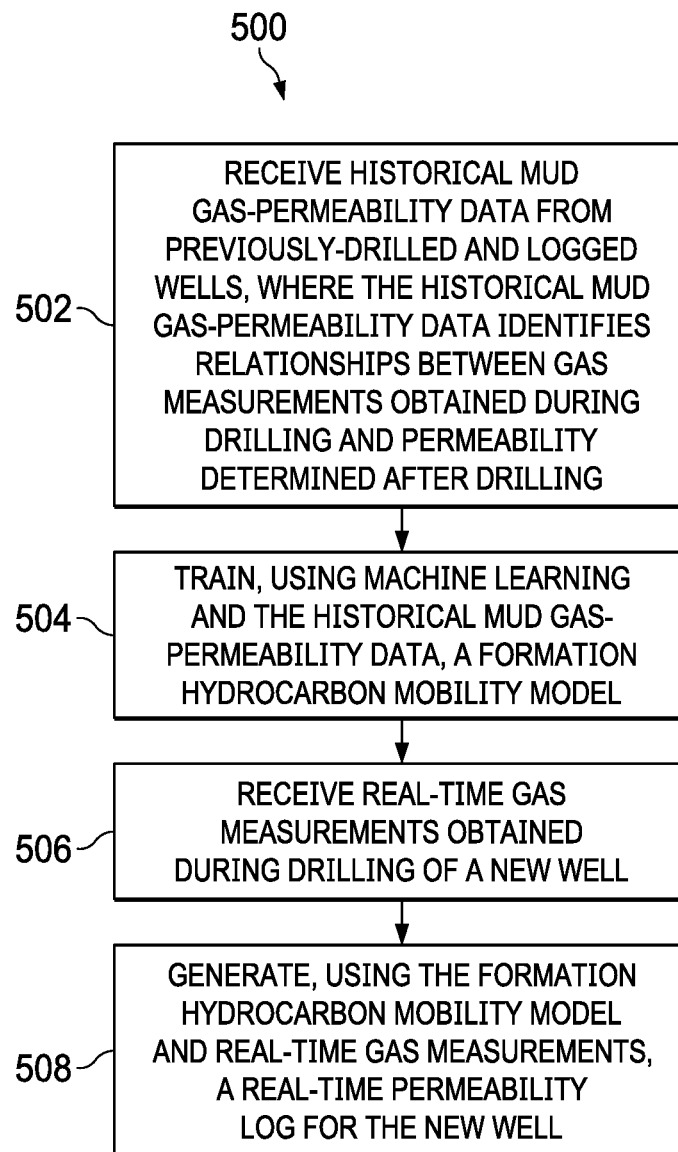 500
502
RECEIVE HISTORICAL MUD
GAS-PERMEABILITY DATA FROM
PREVIOUSLY-DRILLED AND LOGGED
WELLS, WHERE THE HISTORICAL MUD
GAS-PERMEABILITY DATA IDENTIFIES
RELATIONSHIPS BETWEEN GAS
MEASUREMENTS OBTAINED DURING
DRILLING AND PERMEABILITY
DETERMINED AFTER DRILLING
504
TRAIN, USING MACHINE LEARNING
AND THE HISTORICAL MUD GAS-
PERMEABILITY DATA, A FORMATION
HYDROCARBON MOBILITY MODEL
506
RECEIVE REAL-TIME GAS
MEASUREMENTS OBTAINED
DURING DRILLING OF A NEW WELL
508
GENERATE, USING THE FORMATION
HYDROCARBON MOBILITY MODEL
AND REAL-TIME GAS MEASUREMENTS,
A REAL-TIME PERMEABILITY
LOG FOR THE NEW WELL